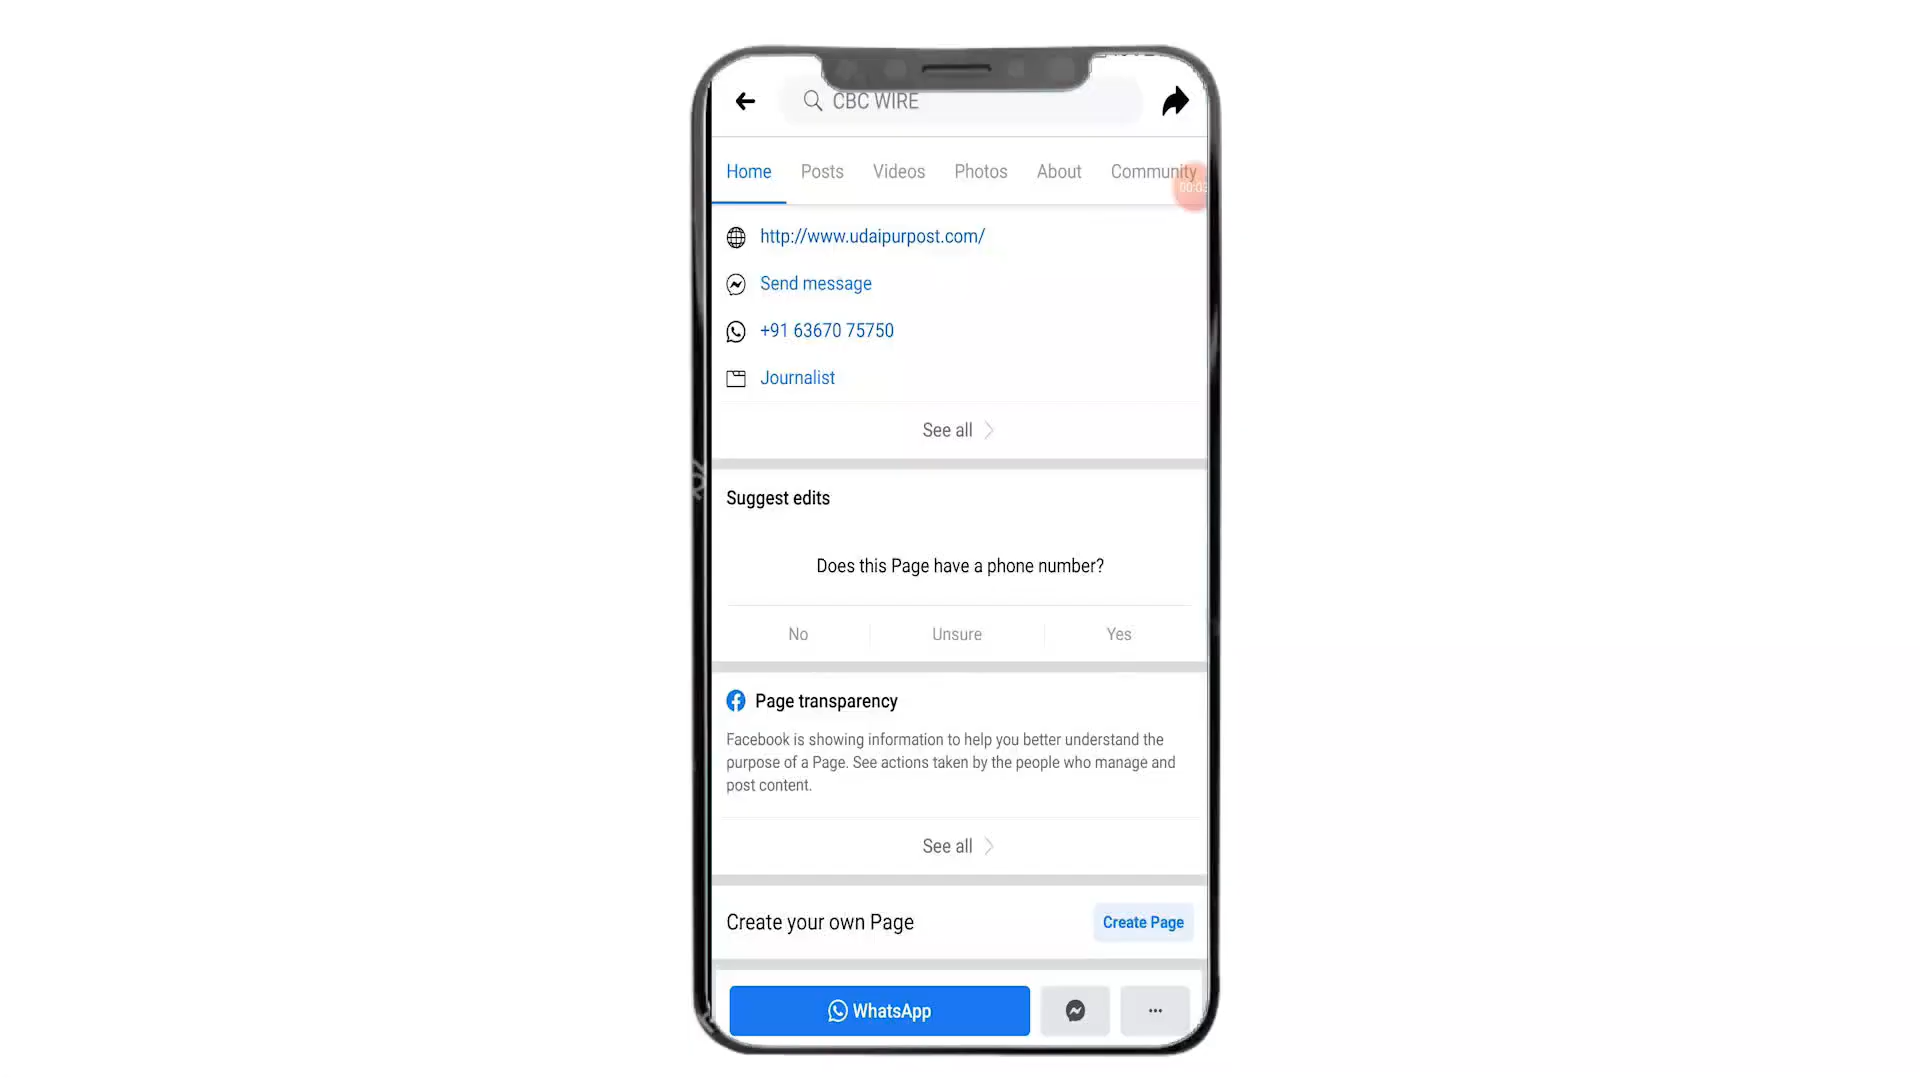 CBC WIRE
Home Posts Videos Photos About Community
00:03
http://www.udaipurpost.com/
Send message
+91 63670 75750
Journalist
See all
Suggest edits
Does this Page have a phone number?
No Unsure Yes
Page transparency
Facebook is showing information to help you better understand the
purpose of a Page. See actions taken by the people who manage and
post content.
See all
Create your own Page Create Page
WhatsApp